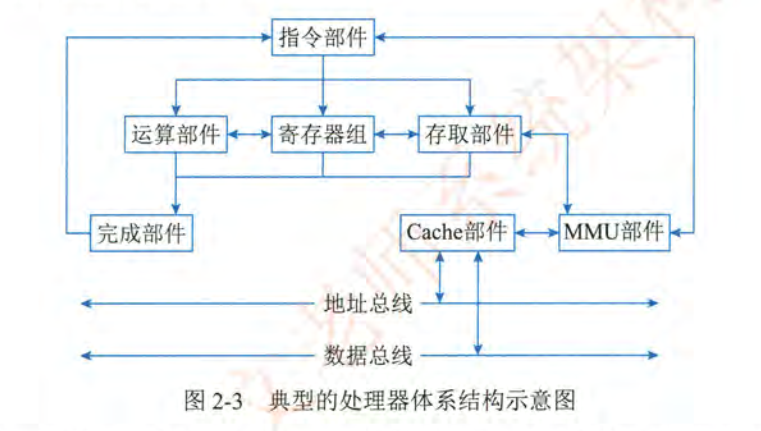 指令部件
运算部件 寄存器组 存取部件
完成部件 Cache部件 MMU部件
地址总线
数据总线
图 2-3 典型的处理器体系结构示意图